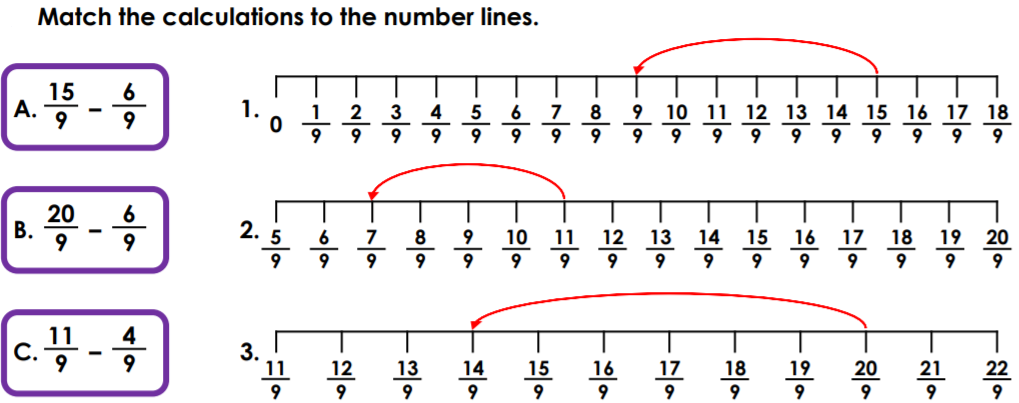 Match the calculations to the number lines.
A. 15/9 – 6/9
1. 0 1/9 2/9 3/9 4/9 5/9 6/9 7/9 8/9 9/9 10/9 11/9 12/9 13/9 14/9 15/9 16/9 17/9 18/9
B. 20/9 – 6/9
2. 5/9 6/9 7/9 8/9 9/9 10/9 11/9 12/9 13/9 14/9 15/9 16/9 17/9 18/9 19/9 20/9
C. 11/9 – 4/9
3. 11/9 12/9 13/9 14/9 15/9 16/9 17/9 18/9 19/9 20/9 21/9 22/9